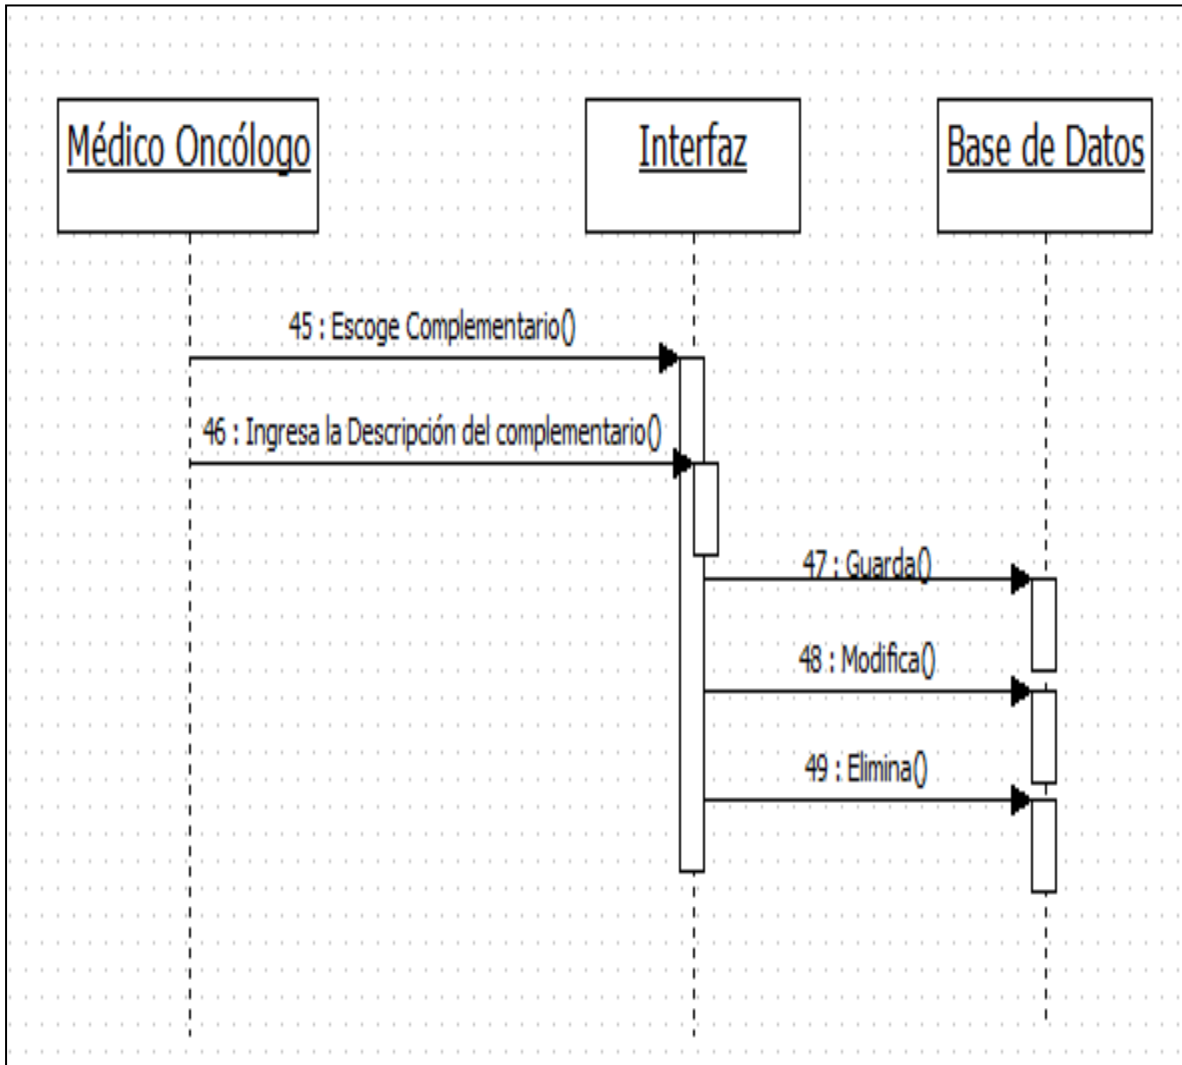 Médico Oncólogo
Interfaz
Base de Datos
45 : Escoge Complementario()
46 : Ingresa la Descripción del complementario()
47 : Guarda()
48 : Modifica()
49 : Elimina()